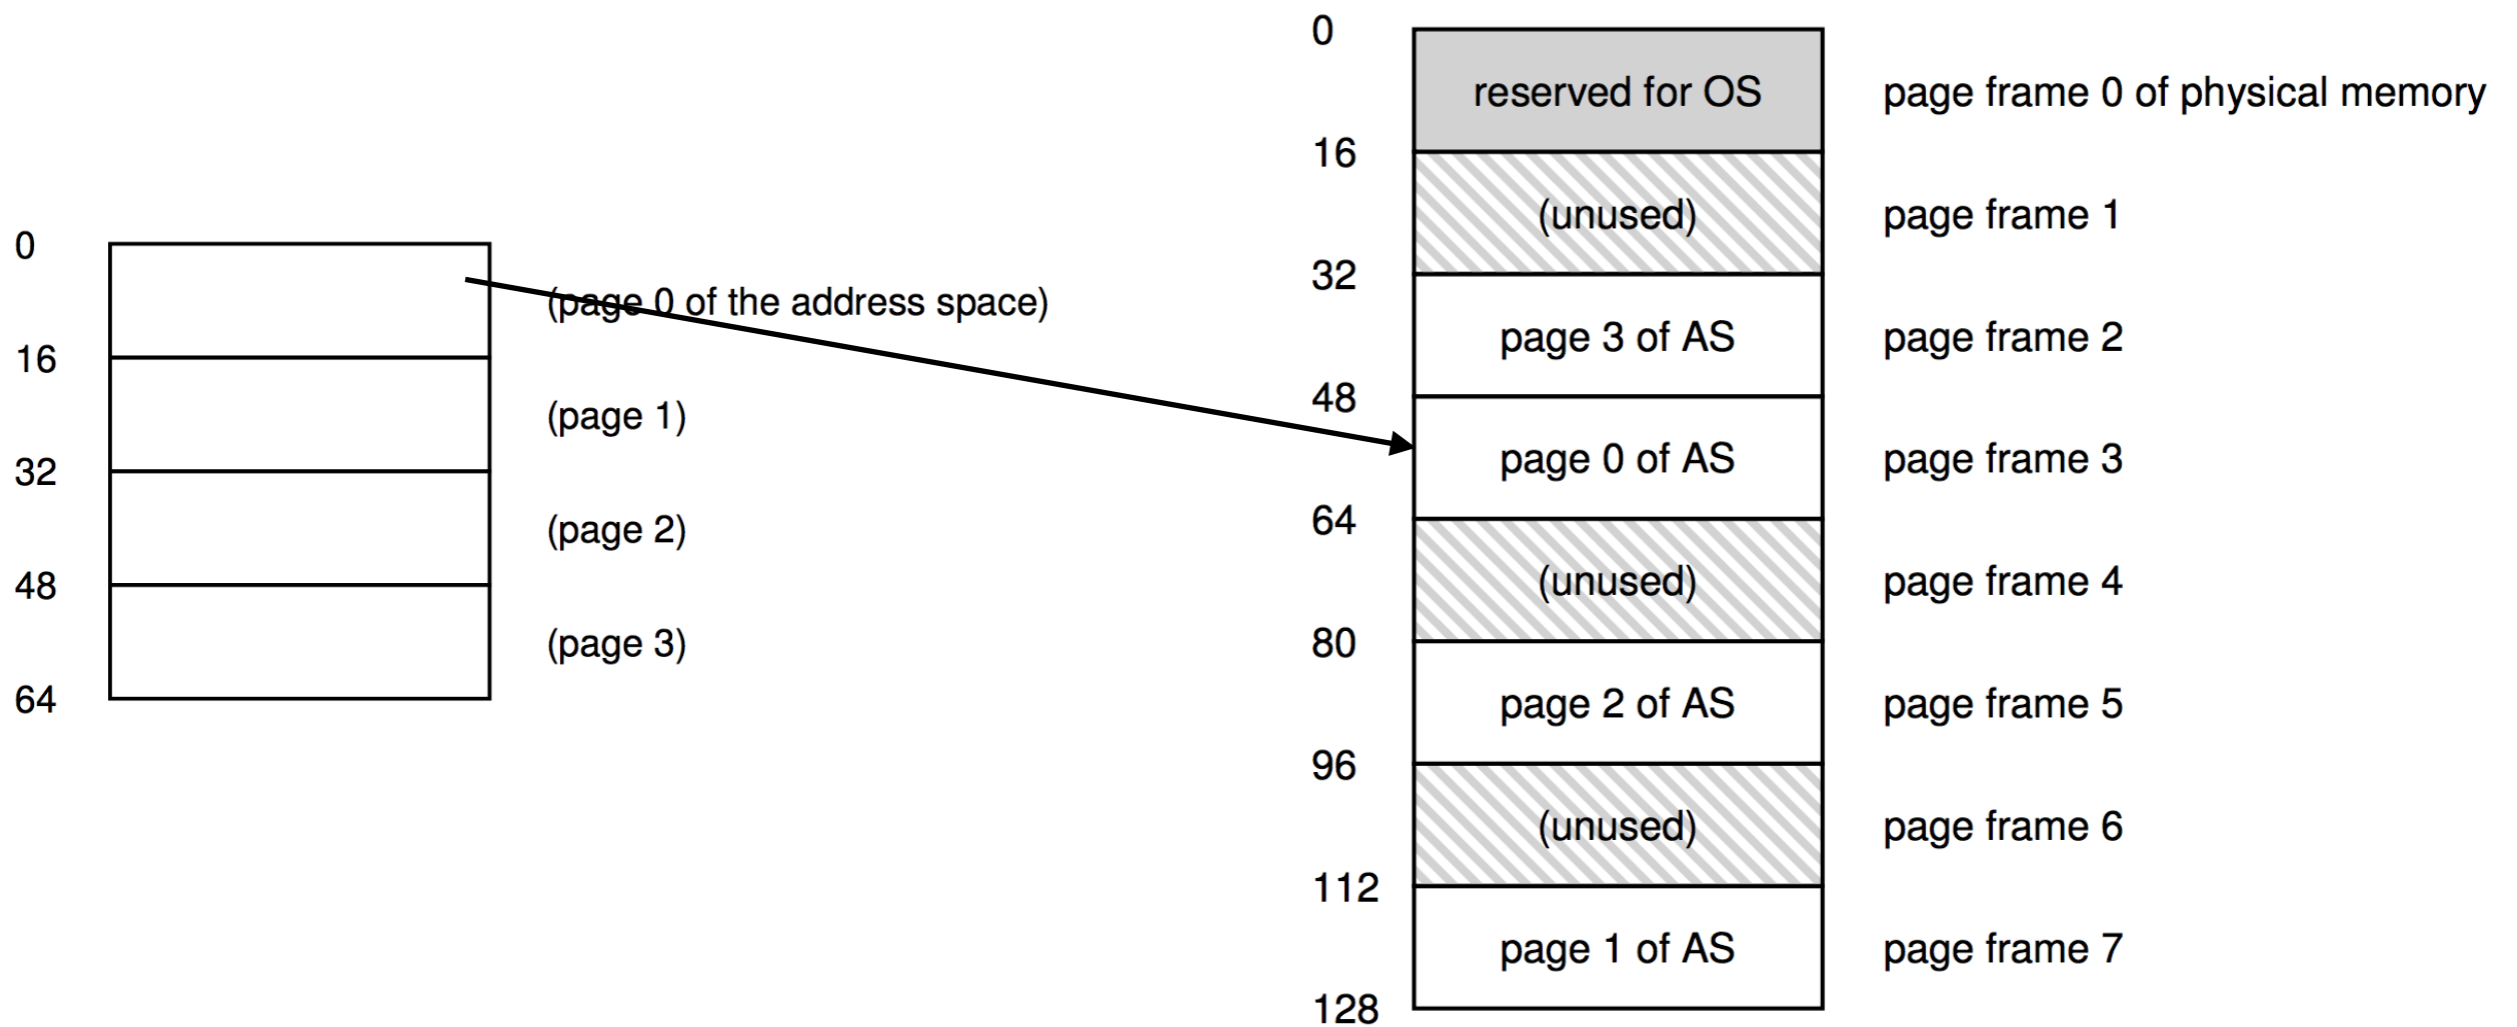 0
(page 0 of the address space)
16
(page 1)
32
(page 2)
48
(page 3)
64
0
reserved for OS page frame 0 of physical memory
16
(unused) page frame 1
32
page 3 of AS page frame 2
48
page 0 of AS page frame 3
64
(unused) page frame 4
80
page 2 of AS page frame 5
96
(unused) page frame 6
112
page 1 of AS page frame 7
128